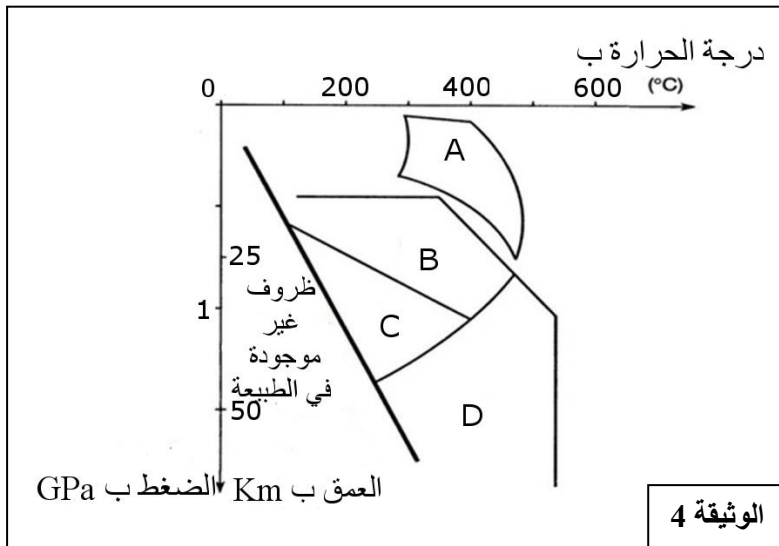 درجة الحرارة ب
0 200 400 600 (°C)
A
B
25
ظروف
غير
موجودة
في الطبيعة
1
C
50
D
الضغط ب GPa
العمق ب Km
الوثيقة 4